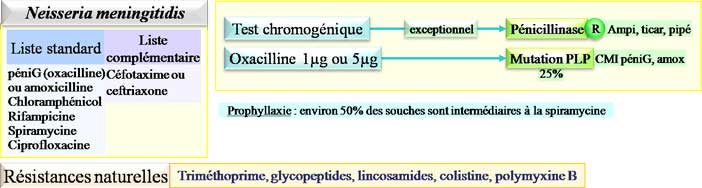 Neisseria meningitidis
Liste standard
péniG (oxacilline)
ou amoxicilline
Chloramphénicol
Rifampicine
Spiramycine
Ciprofloxacine
Liste
complémentaire
Céfotaxime ou
ceftriaxone
Test chromogénique exceptionnel Pénicillinase R Ampi, ticar, pipé
Oxacilline 1µg ou 5µg Mutation PLP CMI péniG, amox
25%
Prophyllaxie : environ 50% des souches sont intermédiaires à la spiramycine
Résistances naturelles Triméthoprime, glycopeptides, lincosamides, colistine, polymyxine B